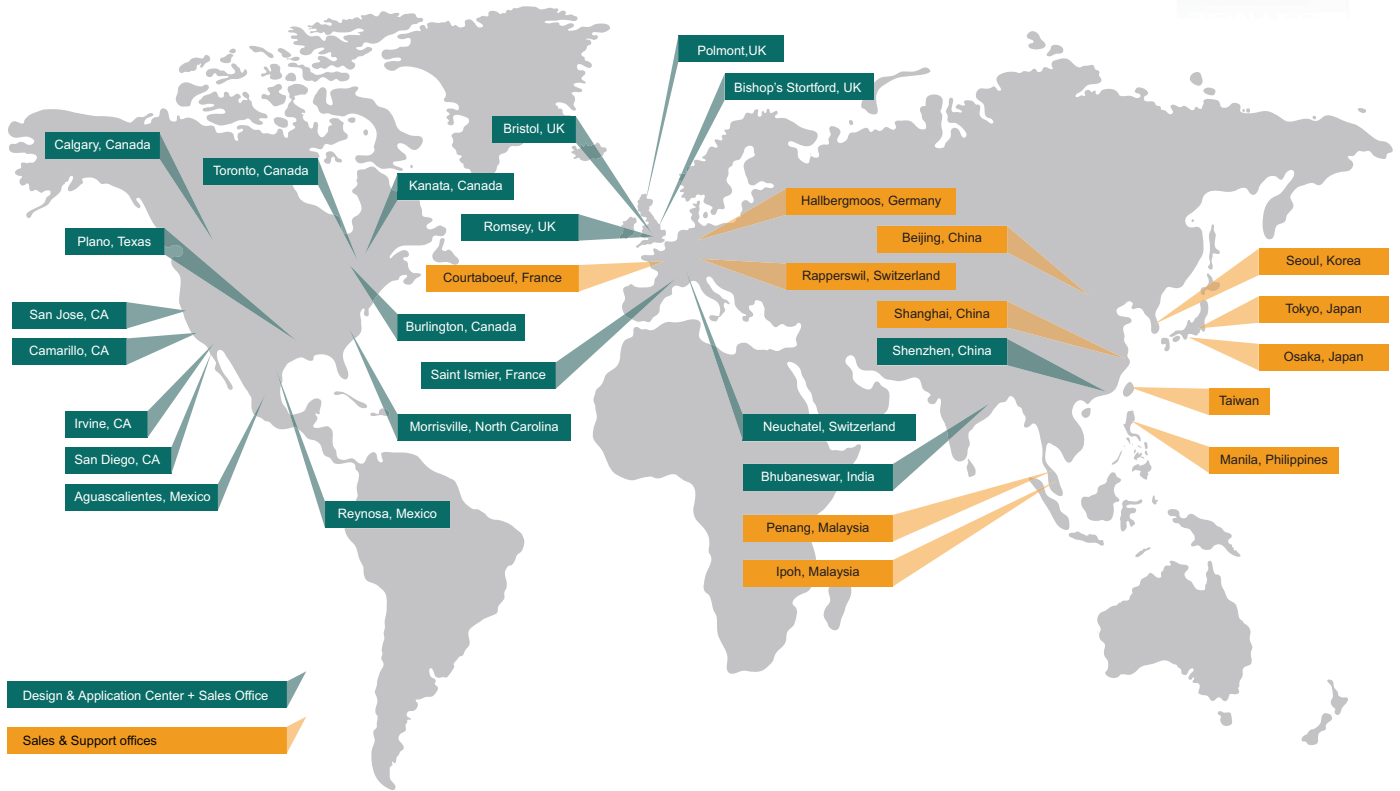 Polmont,UK
Bishop's Stortford, UK
Bristol, UK
Calgary, Canada
Toronto, Canada
Kanata, Canada
Hallbergmoos, Germany
Romsey, UK
Plano, Texas
Beijing, China
Seoul, Korea
Courtaboeuf, France
Rapperswil, Switzerland
San Jose, CA
Shanghai, China
Tokyo, Japan
Burlington, Canada
Camarillo, CA
Shenzhen, China
Osaka, Japan
Saint Ismier, France
Taiwan
Irvine, CA
Morrisville, North Carolina
Neuchatel, Switzerland
San Diego, CA
Manila, Philippines
Bhubaneswar, India
Aguascalientes, Mexico
Reynosa, Mexico
Penang, Malaysia
Ipoh, Malaysia
Design & Application Center + Sales Office
Sales & Support offices